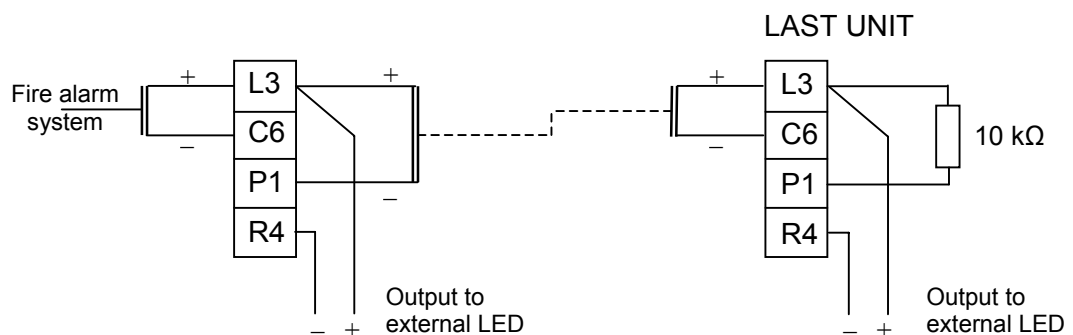 LAST UNIT
Fire alarm
system
+
–
L3
C6
P1
R4
+
–
– +
Output to
external LED
+
–
L3
C6
P1
R4
10 kΩ
– +
Output to
external LED